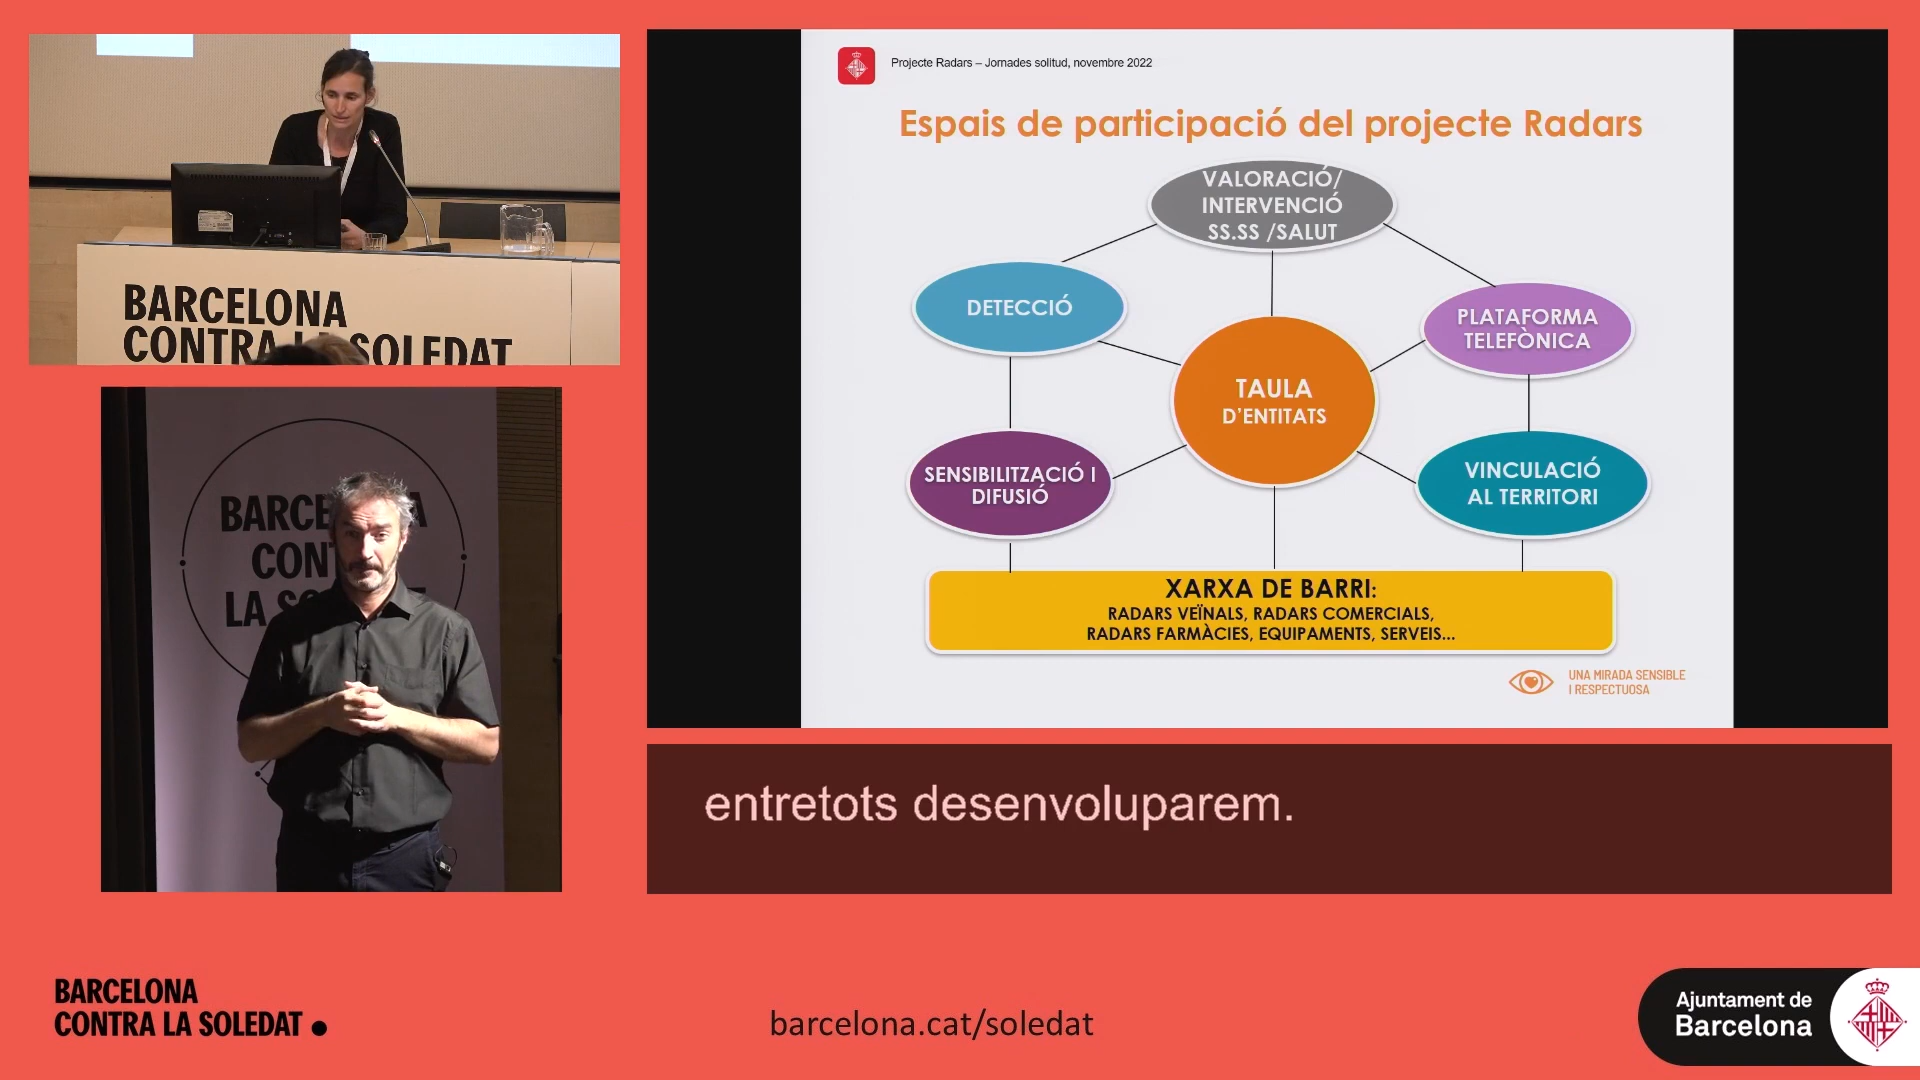 BARCELONA
CONTRA LA SOLEDAT
Projecte Radars – Jornades solitud, novembre 2022
Espais de participació del projecte Radars
VALORACIÓ/
INTERVENCIÓ
SS.SS /SALUT
DETECCIÓ
PLATAFORMA
TELEFÒNICA
TAULA
D'ENTITATS
SENSIBILITZACIÓ I
DIFUSIÓ
VINCULACIÓ
AL TERRITORI
XARXA DE BARRI:
RADARS VEÏNALS, RADARS COMERCIALS,
RADARS FARMÀCIES, EQUIPAMENTS, SERVEIS...
UNA MIRADA SENSIBLE
I RESPECTUOSA
entretots desenvoluparem.
BARCELONA
CONTRA LA SOLEDAT
barcelona.cat/soledat
Ajuntament de
Barcelona